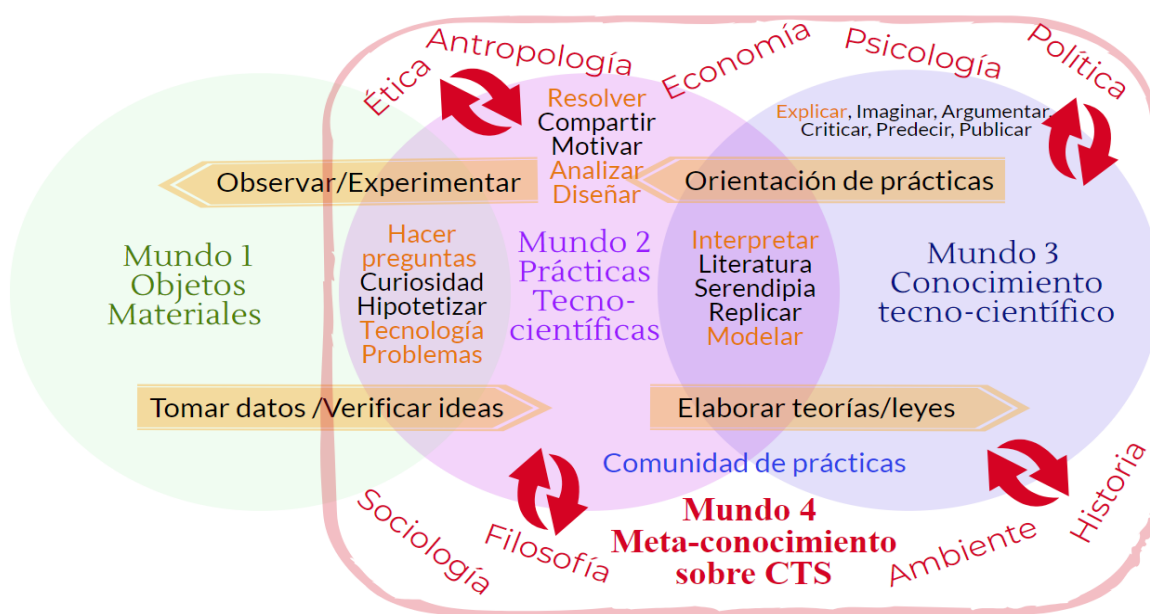 Ética
Antropología
Economía
Psicología
Política
Resolver
Compartir
Motivar
Analizar
Diseñar
Explicar, Imaginar, Argumentar,
Criticar, Predecir, Publicar
Observar/Experimentar
Orientación de prácticas
Mundo 1
Objetos
Materiales
Hacer
preguntas
Curiosidad
Hipotetizar
Tecnología
Problemas
Mundo 2
Prácticas
Tecno-
científicas
Interpretar
Literatura
Serendipia
Replicar
Modelar
Mundo 3
Conocimiento
tecno-científico
Tomar datos /Verificar ideas
Elaborar teorías/leyes
Comunidad de prácticas
Sociología
Filosofía
Mundo 4
Meta-conocimiento
sobre CTS
Ambiente
Historia